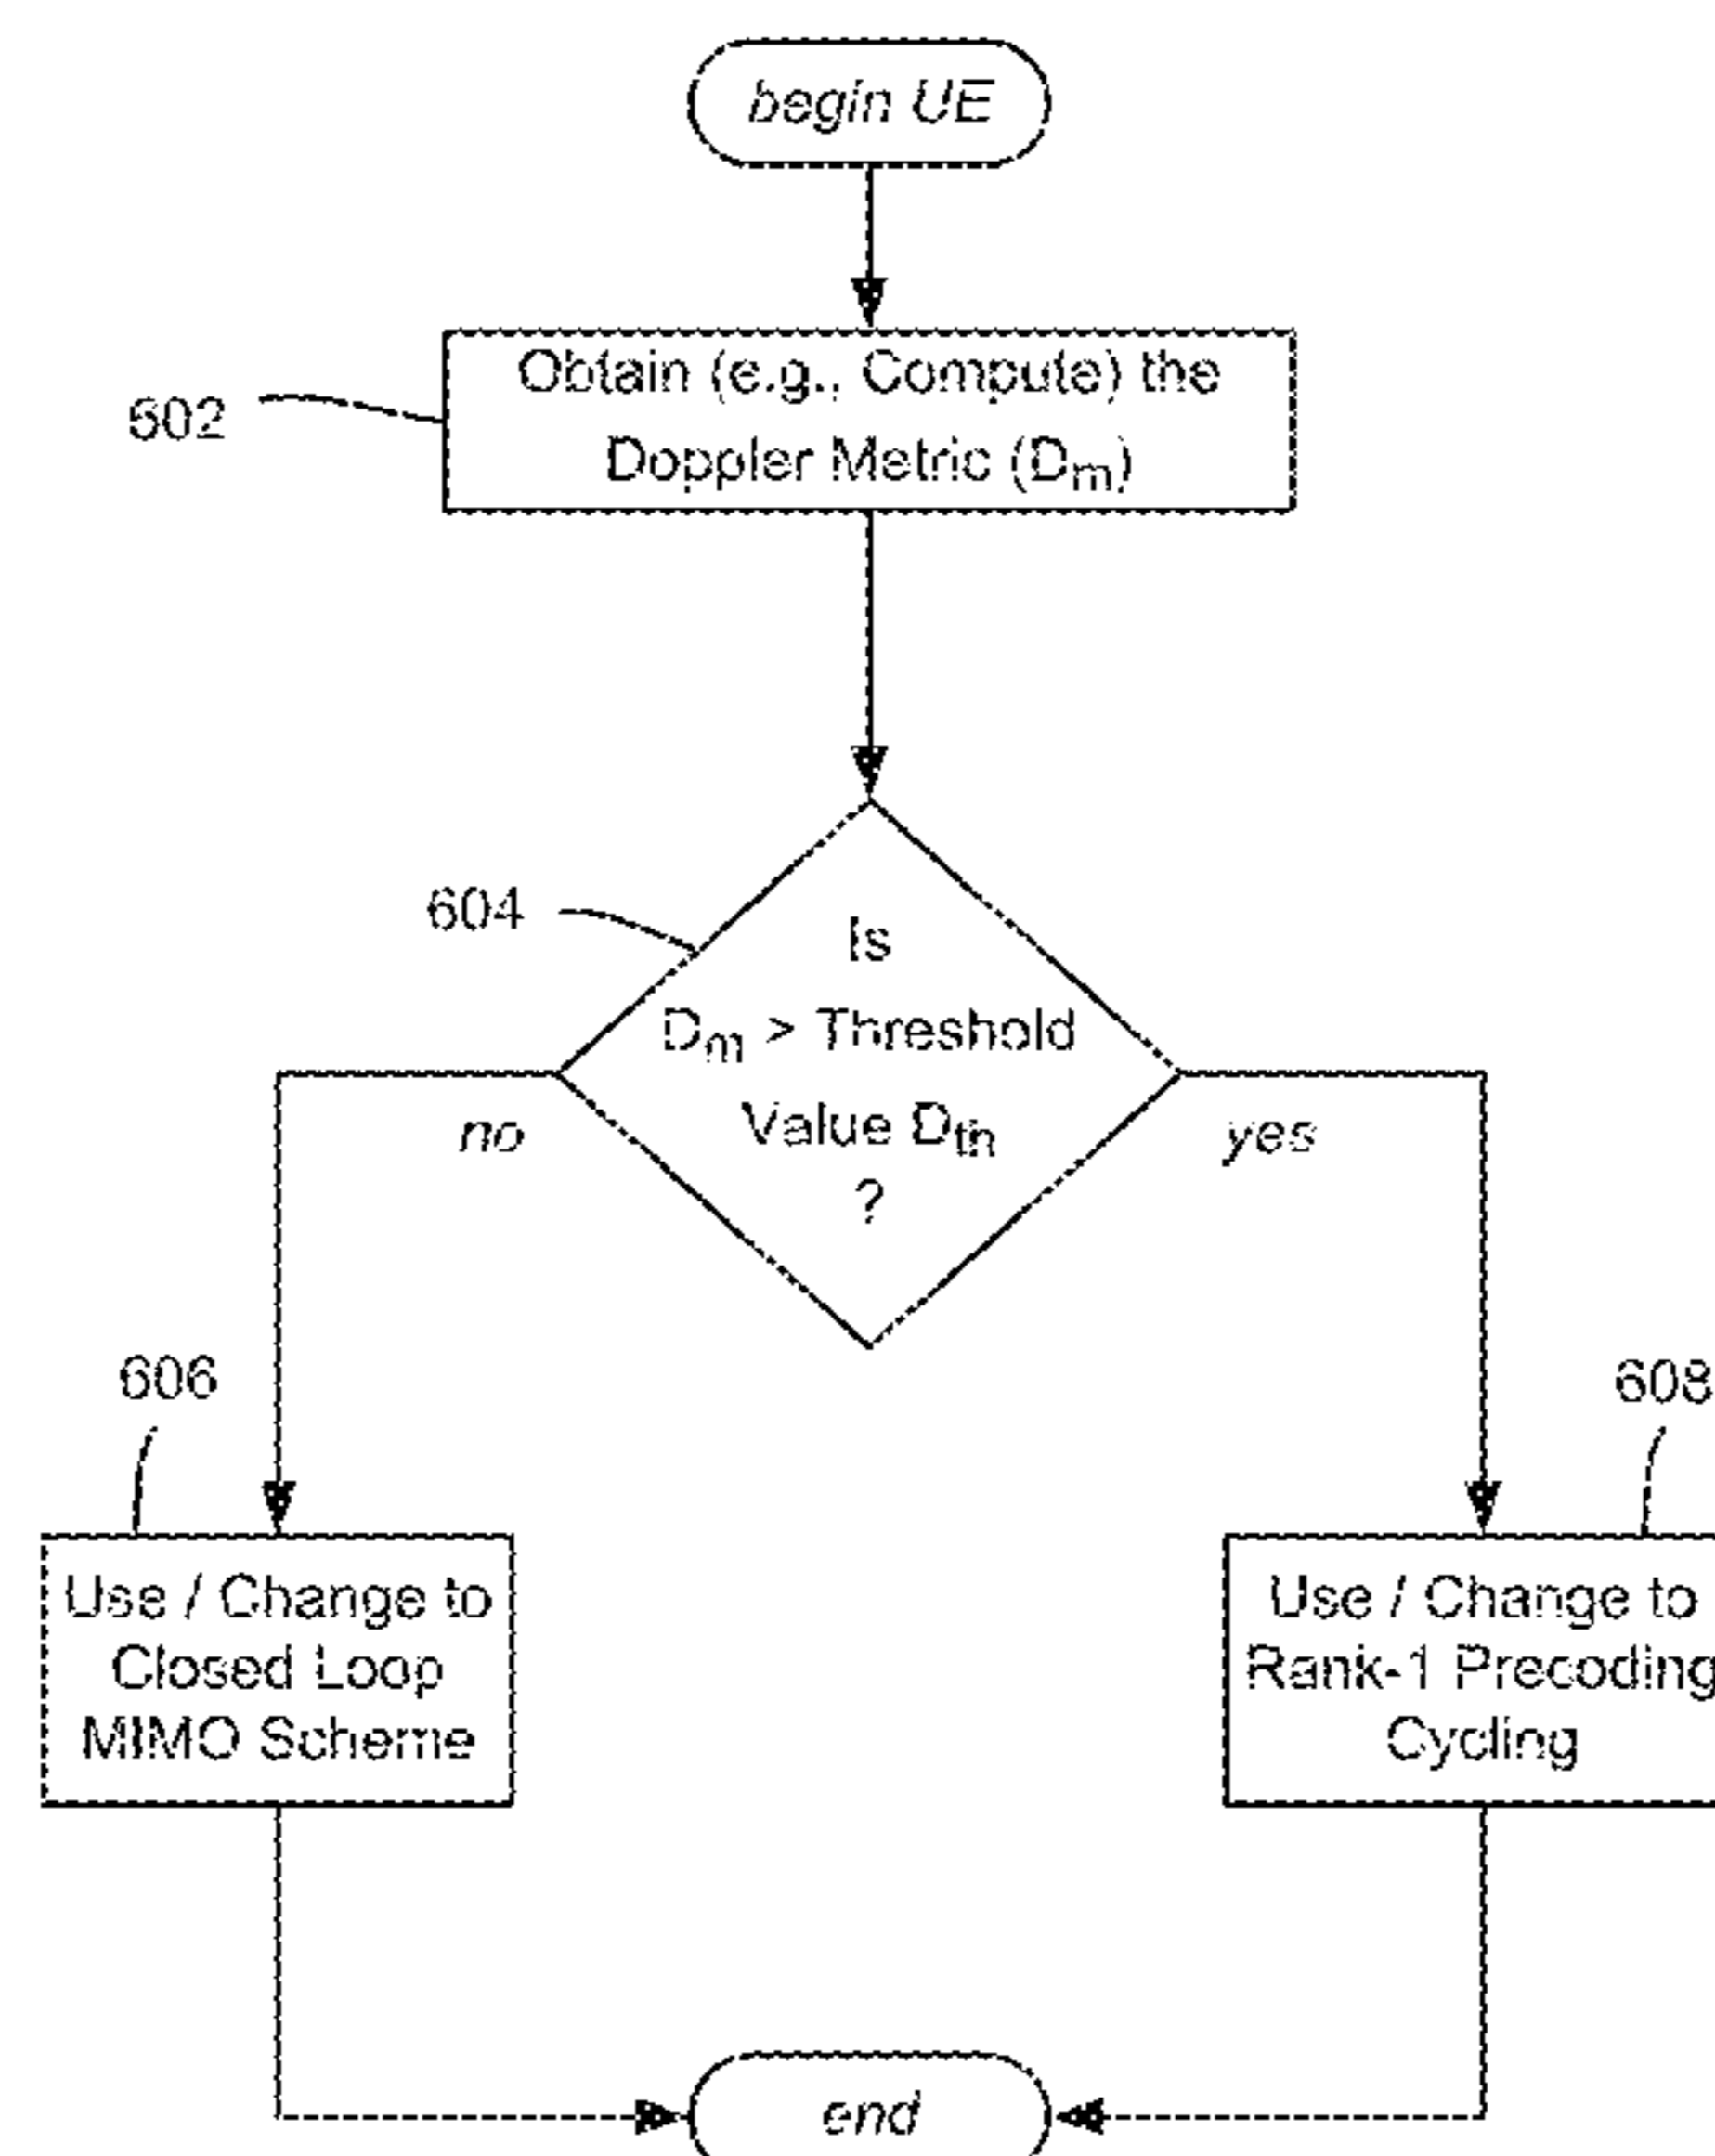 begin UE
Obtain (e.g., Compute) the
602
Doppler Metric (Dm)
604
Is
Dm > Threshold
Value Dth
?
no
yes
606
608
Use / Change to
Closed Loop
MIMO Scheme
Use / Change to
Rank-1 Precoding
Cycling
end